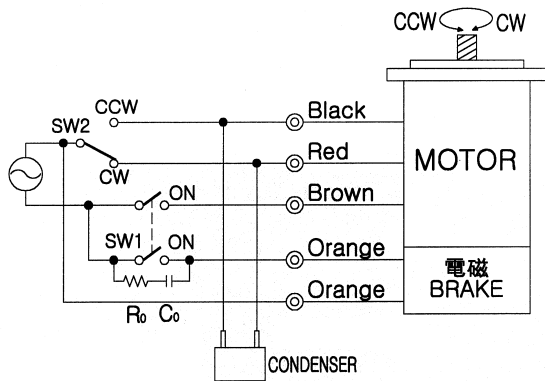 CCW CW
CCW
Black
SW2
Red
MOTOR
CW
ON
Brown
SW1 ON
Orange
電磁
BRAKE
Orange
R₀ C₀
CONDENSER